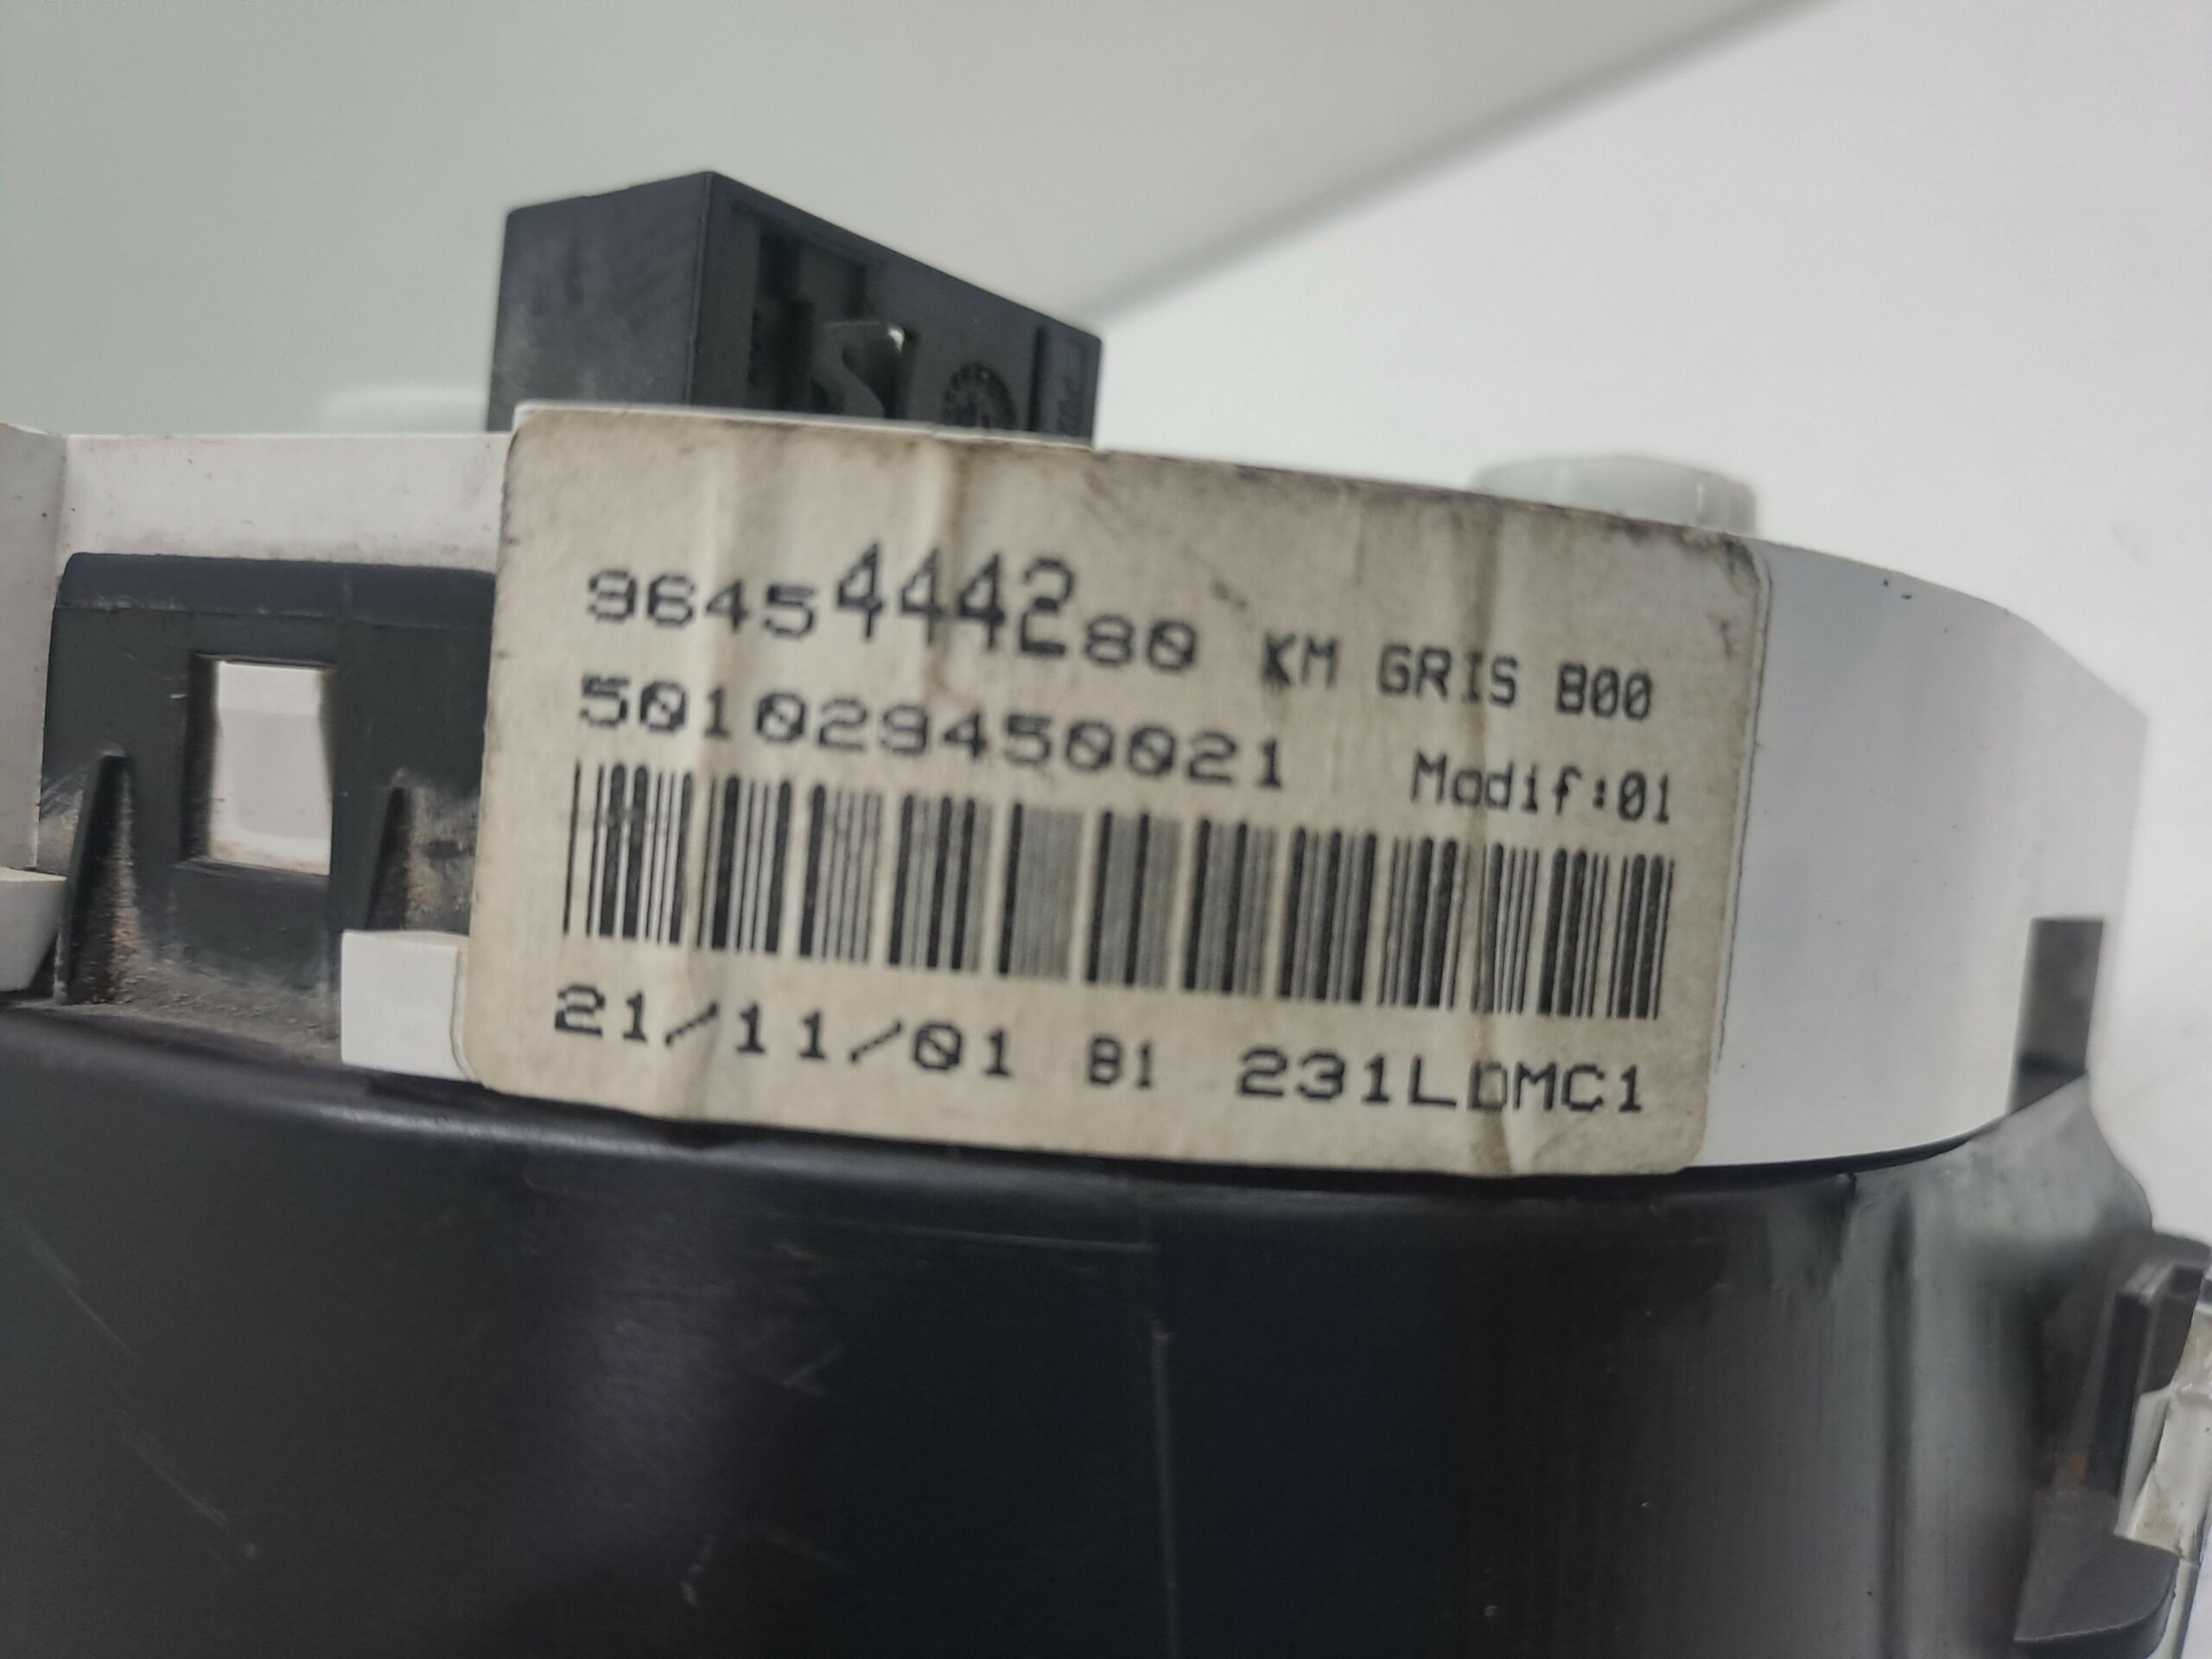 9645444280 KM GRIS B00
501029450021 Modif:01
21/11/01 B1 231LDMC1